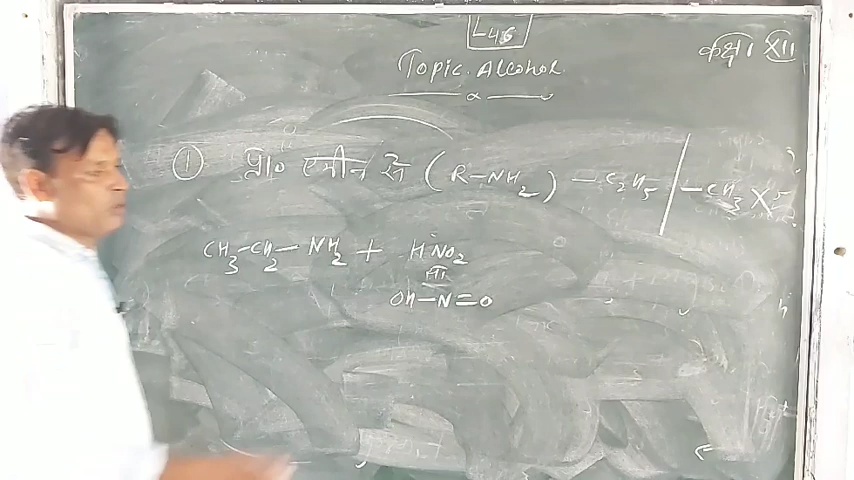 L46
कक्षा XII
Topic. Alcohol.
① प्रा० एमीन से (R-NH2) - C2H5 / - CH3 X
CH3-CH2-NH2 + HNO2
या
OH-N=O